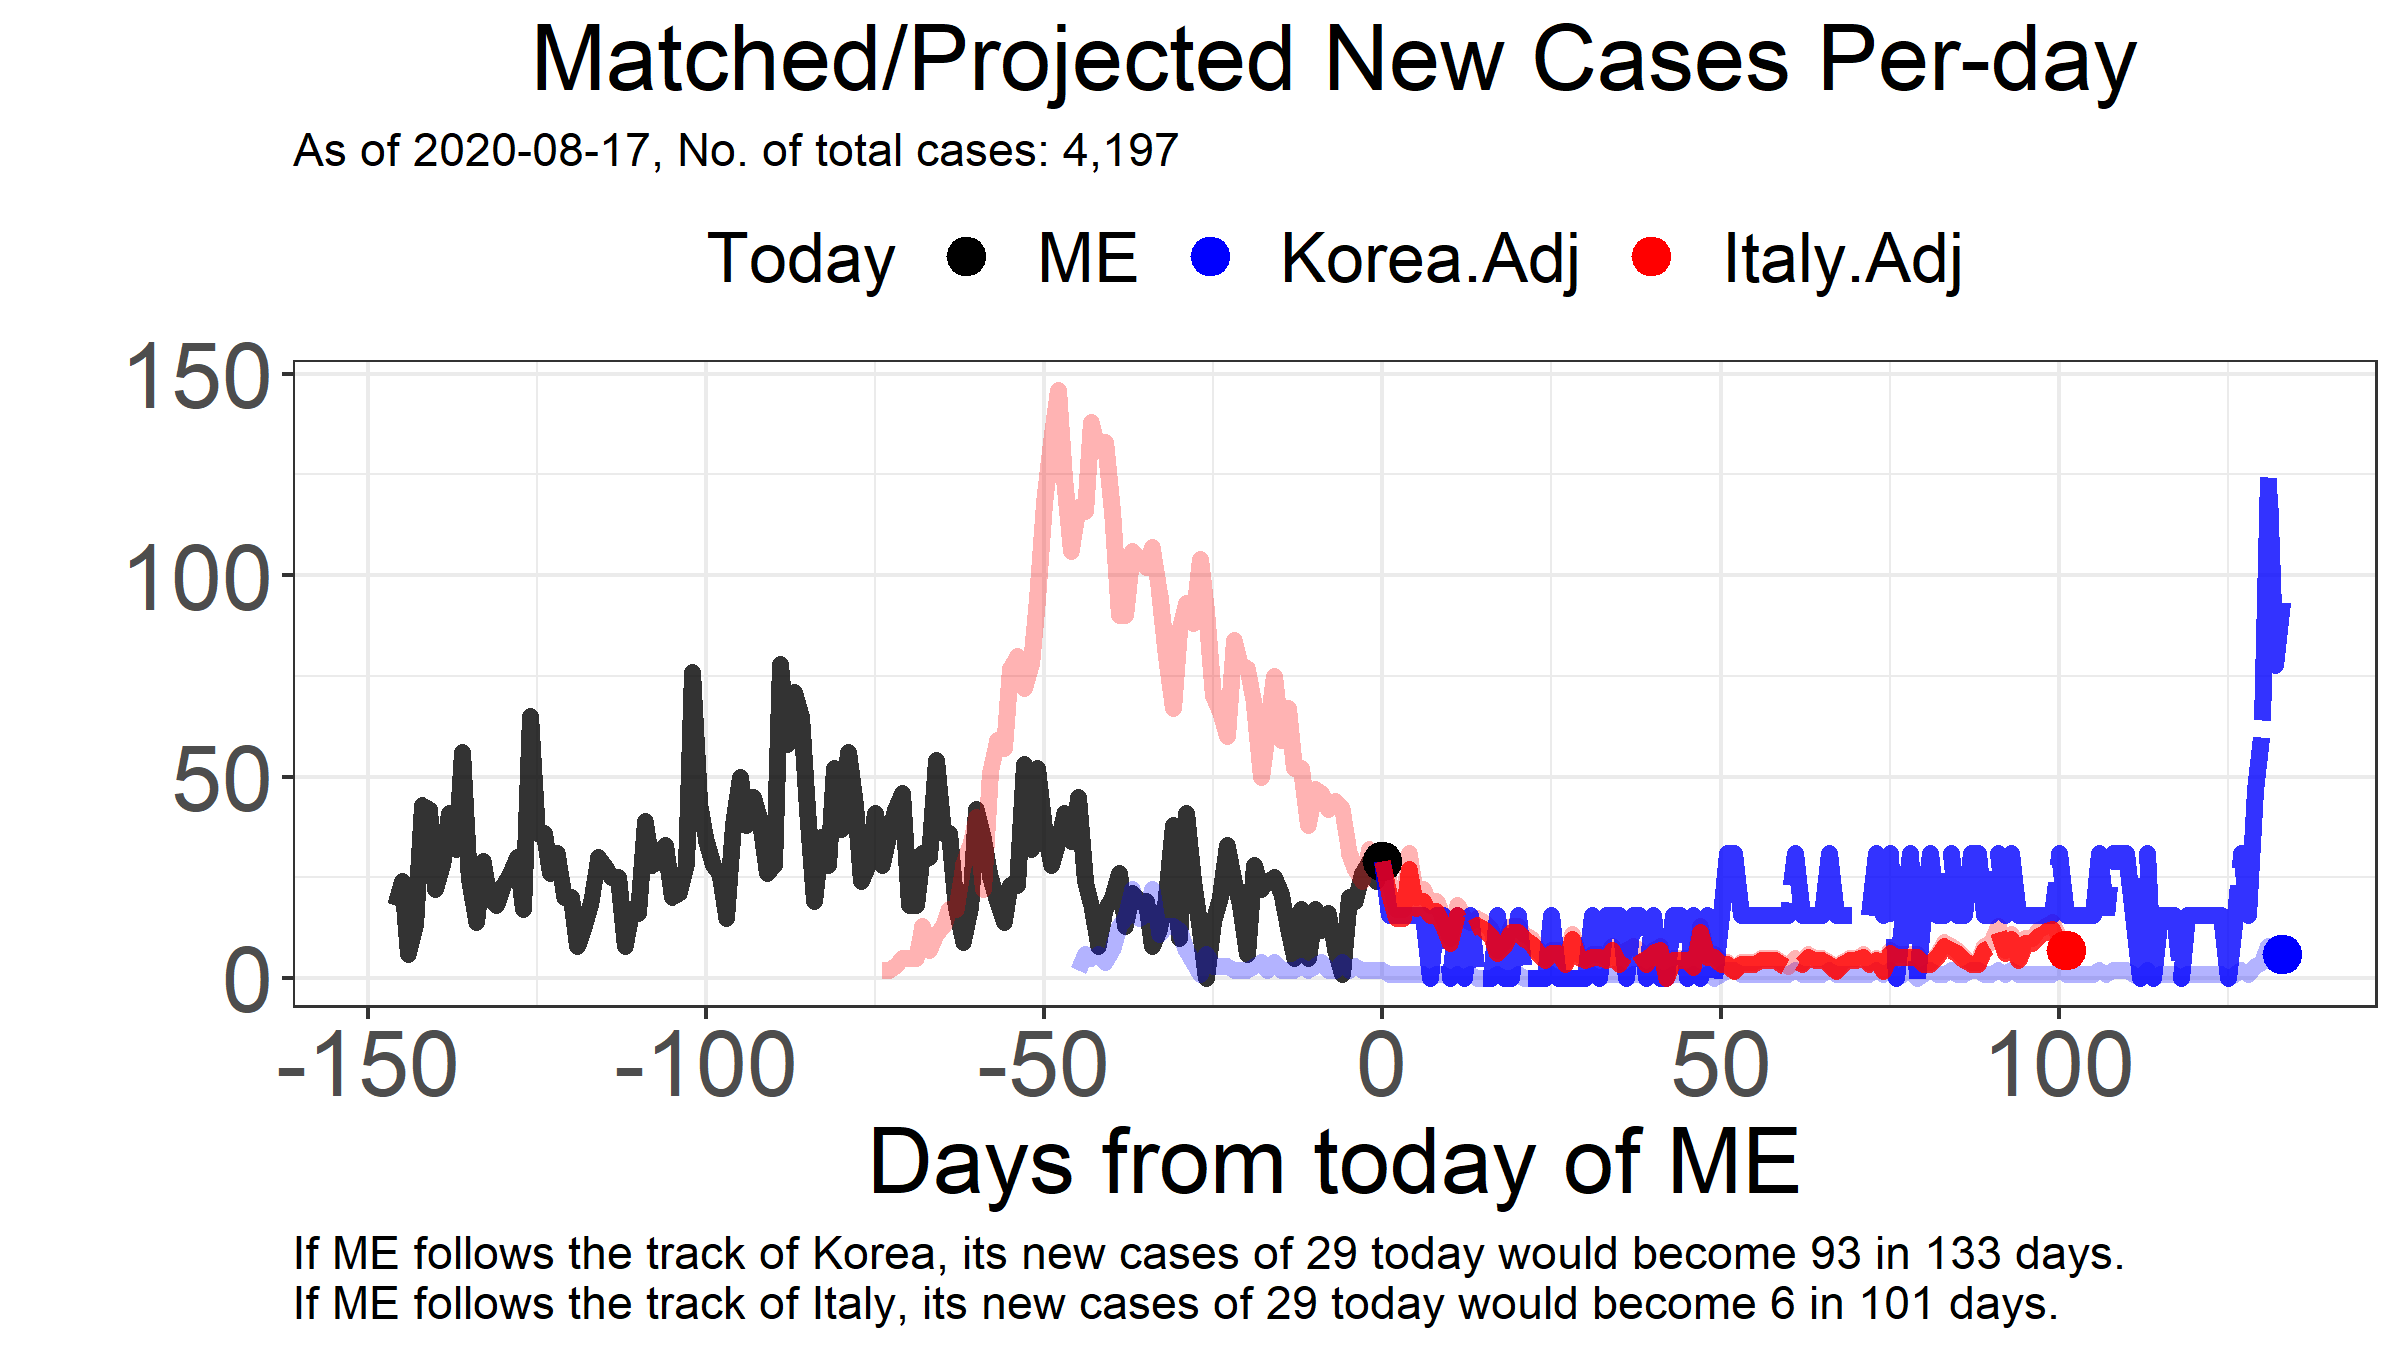 Matched/Projected New Cases Per-day
As of 2020-08-17, No. of total cases: 4,197
Today ME Korea.Adj Italy.Adj
150
100
50
0
-150 -100 -50 0 50 100
Days from today of ME
If ME follows the track of Korea, its new cases of 29 today would become 93 in 133 days.
If ME follows the track of Italy, its new cases of 29 today would become 6 in 101 days.